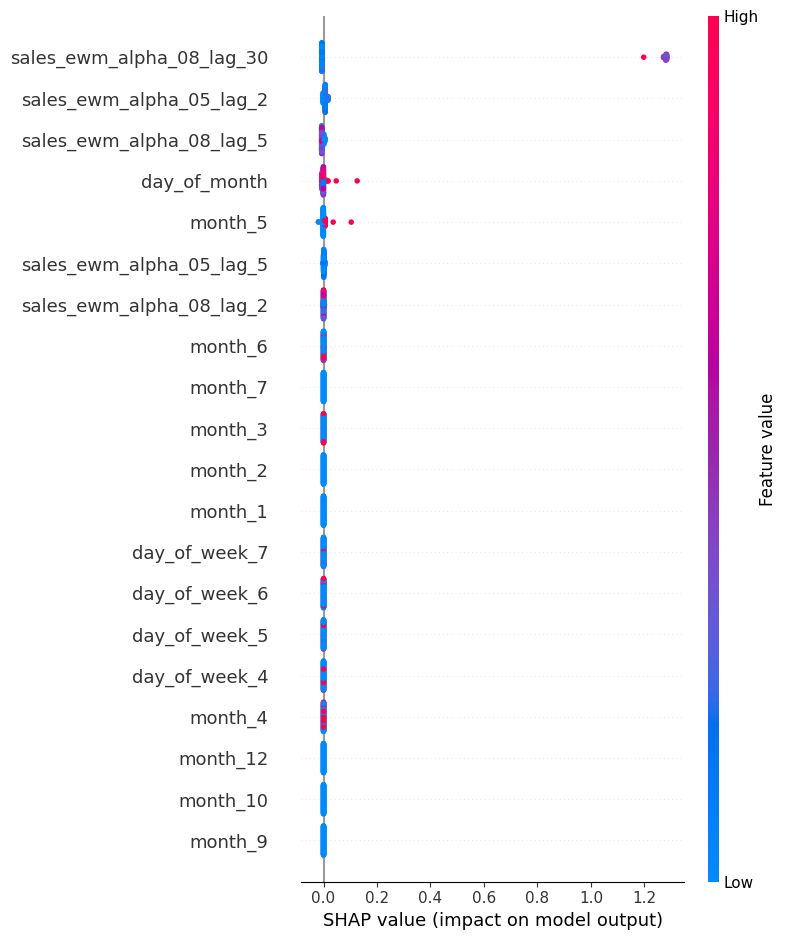 High
sales_ewm_alpha_08_lag_30
sales_ewm_alpha_05_lag_2
sales_ewm_alpha_08_lag_5
day_of_month
month_5
sales_ewm_alpha_05_lag_5
sales_ewm_alpha_08_lag_2
month_6
month_7
month_3
month_2
month_1
day_of_week_7
day_of_week_6
day_of_week_5
day_of_week_4
month_4
month_12
month_10
month_9
Feature value
Low
0.0 0.2 0.4 0.6 0.8 1.0 1.2
SHAP value (impact on model output)